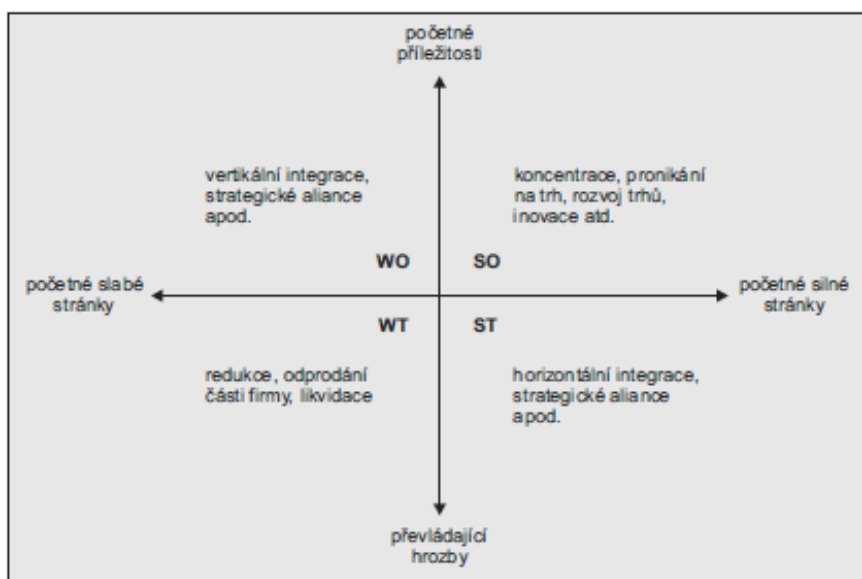 početné
příležitosti
vertikální integrace,
strategické aliance
apod.
koncentrace, pronikání
na trh, rozvoj trhů,
inovace atd.
WO
SO
početné slabé
stránky
početné silné
stránky
WT
ST
redukce, odprodání
části firmy, likvidace
horizontální integrace,
strategické aliance
apod.
převládající
hrozby